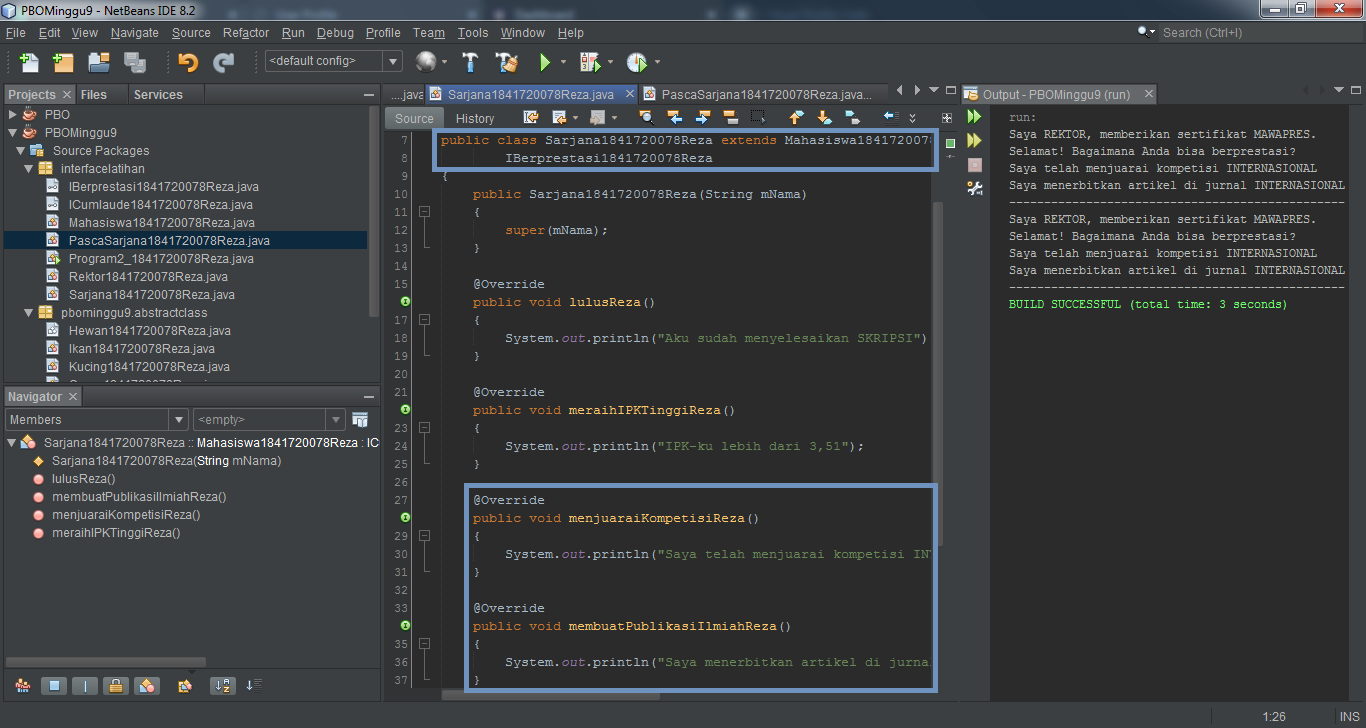 PBOMinggu9 - NetBeans IDE 8.2
File Edit View Navigate Source Refactor Run Debug Profile Team Tools Window Help
Search (Ctrl+I)
<default config>
Projects Files Services
PBO
PBOMinggu9
Source Packages
interfacelatihan
IBerprestasi1841720078Reza.java
ICumlaude1841720078Reza.java
Mahasiswa1841720078Reza.java
PascaSarjana1841720078Reza.java
Program2_1841720078Reza.java
Rektor1841720078Reza.java
Sarjana1841720078Reza.java
pbominggu9.abstractclass
Hewan1841720078Reza.java
Ikan1841720078Reza.java
Kucing1841720078Reza.java
Navigator
Members
<empty>
Sarjana1841720078Reza :: Mahasiswa1841720078Reza : IC
Sarjana1841720078Reza(String mNama)
lulusReza()
membuatPublikasiIlmiahReza()
menjuaraiKompetisiReza()
meraihIPKTinggiReza()
....java Sarjana1841720078Reza.java PascaSarjana1841720078Reza.java...
Source History
7 public class Sarjana1841720078Reza extends Mahasiswa1841720078
8 IBerprestasi1841720078Reza
9 {
10 public Sarjana1841720078Reza(String mNama)
11 {
12 super(mNama);
13 }
14
15 @Override
public void lulusReza()
17 {
18 System.out.println("Aku sudah menyelesaikan SKRIPSI")
19 }
20
21 @Override
public void meraihIPKTinggiReza()
23 {
24 System.out.println("IPK-ku lebih dari 3,51");
25 }
26
27 @Override
public void menjuaraiKompetisiReza()
29 {
30 System.out.println("Saya telah menjuarai kompetisi IN
31 }
32
33 @Override
public void membuatPublikasiIlmiahReza()
35 {
36 System.out.println("Saya menerbitkan artikel di jurna
37 }
Output - PBOMinggu9 (run)
run:
Saya REKTOR, memberikan sertifikat MAWAPRES.
Selamat! Bagaimana Anda bisa berprestasi?
Saya telah menjuarai kompetisi INTERNASIONAL
Saya menerbitkan artikel di jurnal INTERNASIONAL
------------------------------------------------
Saya REKTOR, memberikan sertifikat MAWAPRES.
Selamat! Bagaimana Anda bisa berprestasi?
Saya telah menjuarai kompetisi INTERNASIONAL
Saya menerbitkan artikel di jurnal INTERNASIONAL
------------------------------------------------
BUILD SUCCESSFUL (total time: 3 seconds)
1:26 INS